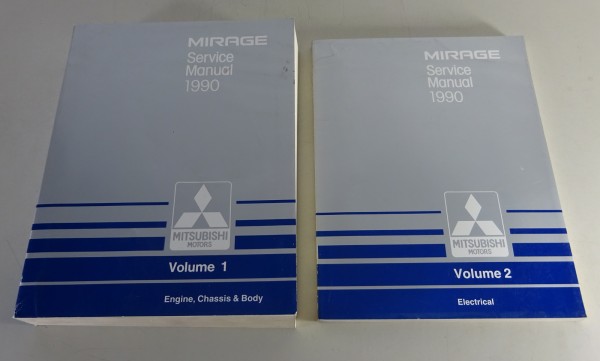 MIRAGE
Service
Manual
1990
MITSUBISHI
MOTORS
Volume 1
Engine, Chassis & Body
MIRAGE
Service
Manual
1990
MITSUBISHI
MOTORS
Volume 2
Electrical